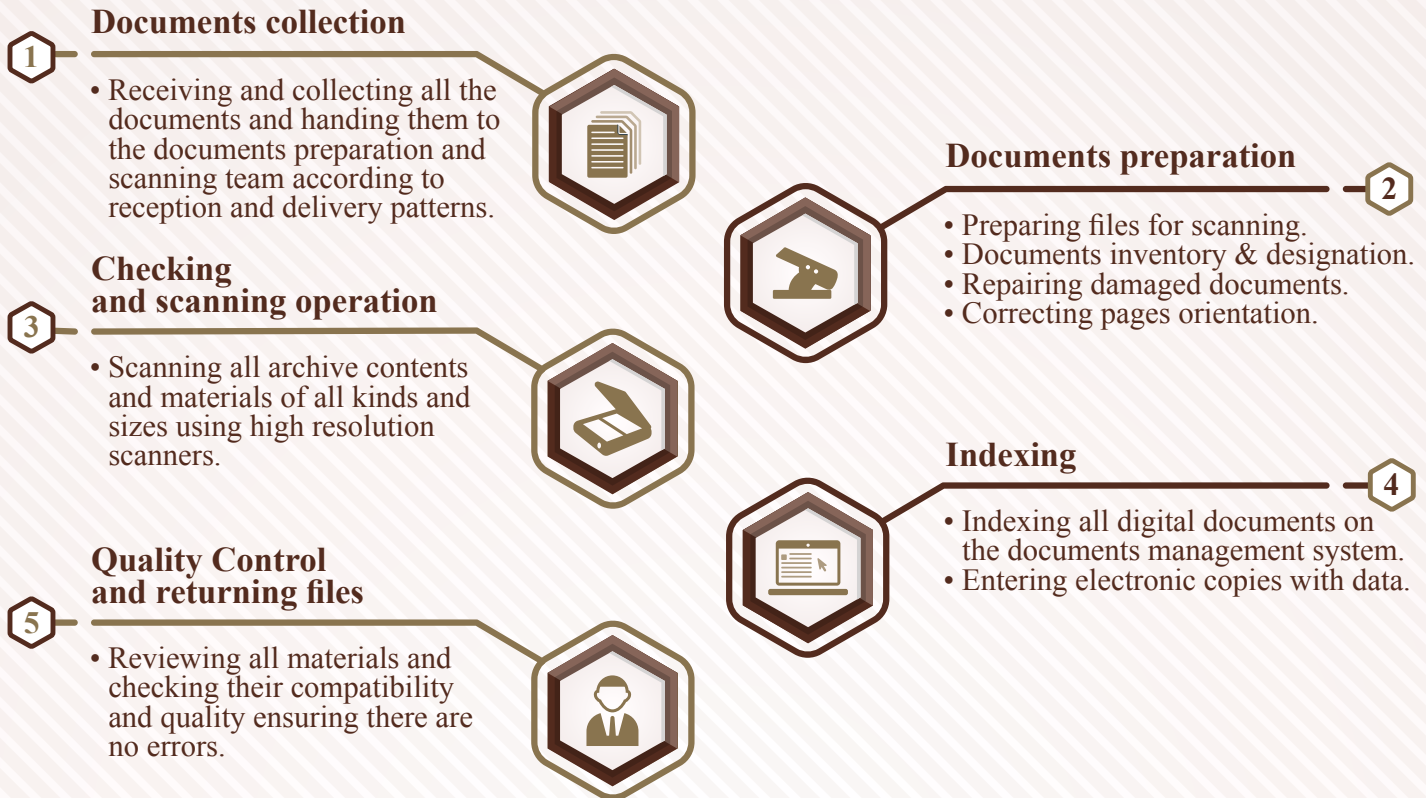 1
Documents collection
• Receiving and collecting all the
documents and handing them to
the documents preparation and
scanning team according to
reception and delivery patterns.
2
Documents preparation
• Preparing files for scanning.
• Documents inventory & designation.
• Repairing damaged documents.
• Correcting pages orientation.
3
Checking
and scanning operation
• Scanning all archive contents
and materials of all kinds and
sizes using high resolution
scanners.
4
Indexing
• Indexing all digital documents on
the documents management system.
• Entering electronic copies with data.
5
Quality Control
and returning files
• Reviewing all materials and
checking their compatibility
and quality ensuring there are
no errors.